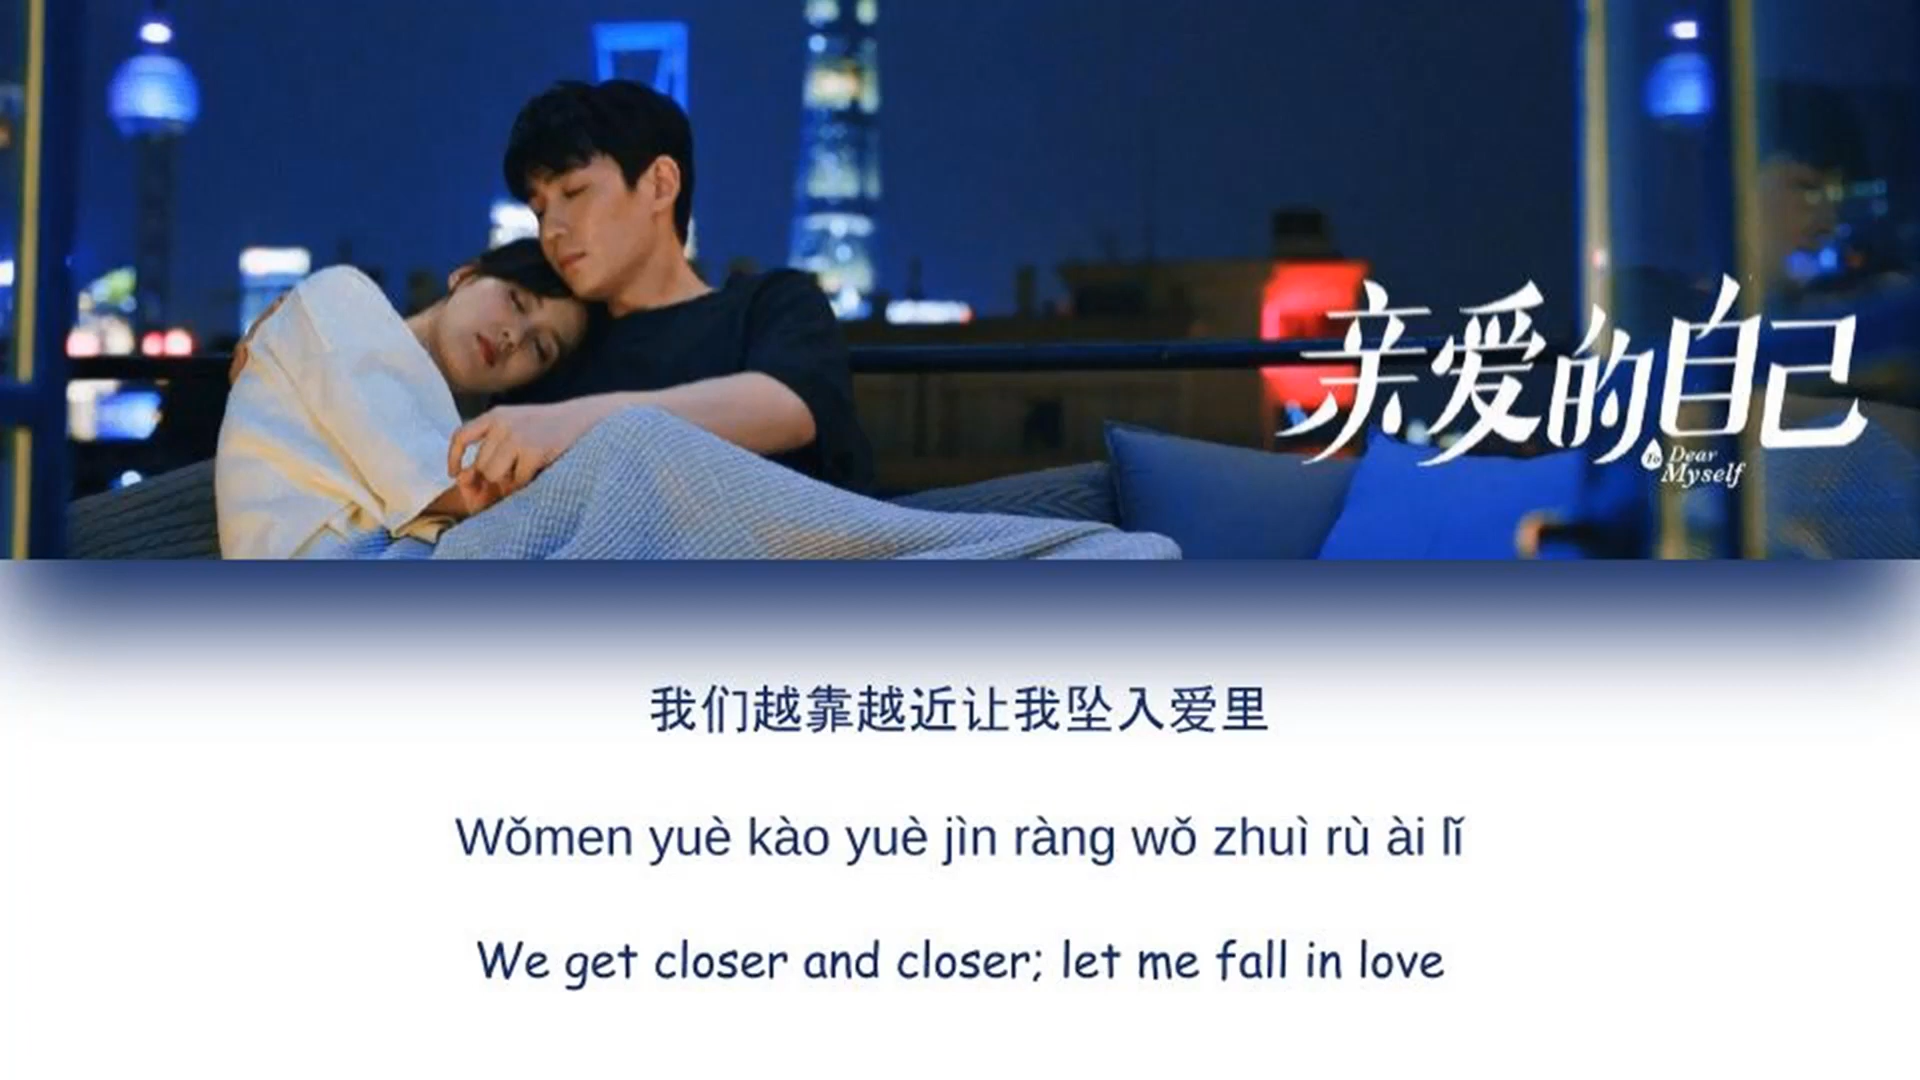 亲爱的自己
To Dear
Myself
我们越靠越近让我坠入爱里
Wǒmen yuè kào yuè jìn ràng wǒ zhuì rù ài lǐ
We get closer and closer; let me fall in love